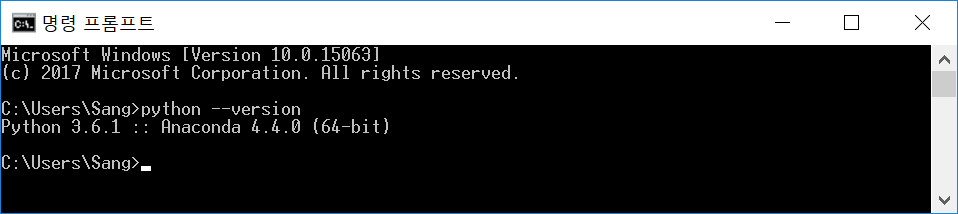 명령 프롬프트
Microsoft Windows [Version 10.0.15063]
(c) 2017 Microsoft Corporation. All rights reserved.
C:\Users\Sang>python --version
Python 3.6.1 :: Anaconda 4.4.0 (64-bit)
C:\Users\Sang>